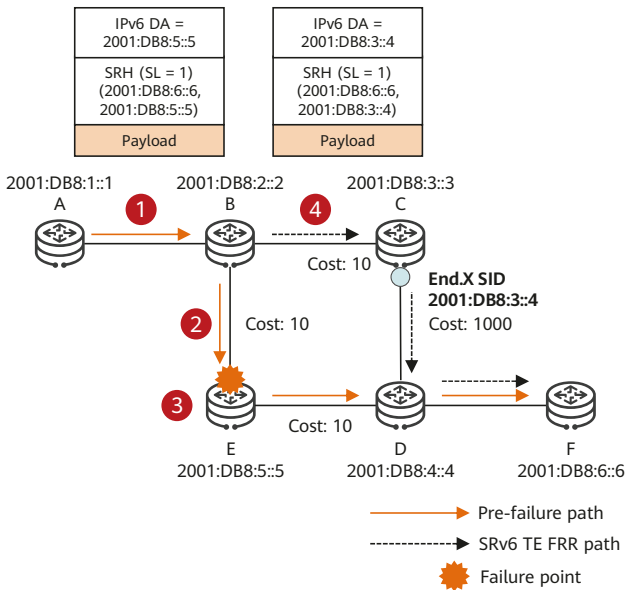 IPv6 DA =
2001:DB8:5::5
SRH (SL = 1)
(2001:DB8:6::6,
2001:DB8:5::5)
Payload
IPv6 DA =
2001:DB8:3::4
SRH (SL = 1)
(2001:DB8:6::6,
2001:DB8:3::4)
Payload
2001:DB8:1::1
A
2001:DB8:2::2
B
2001:DB8:3::3
C
1
4
Cost: 10
End.X SID
2001:DB8:3::4
Cost: 1000
2
Cost: 10
3
Cost: 10
E
2001:DB8:5::5
D
2001:DB8:4::4
F
2001:DB8:6::6
Pre-failure path
SRv6 TE FRR path
Failure point